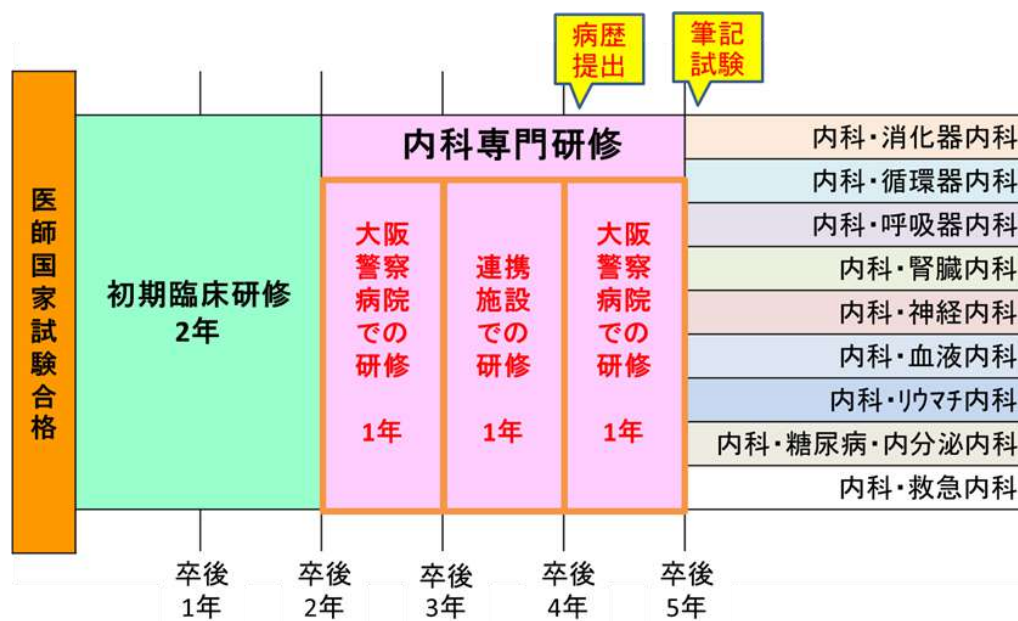 病歴
提出
筆記
試験
医師国家試験合格
初期臨床研修
2年
内科専門研修
大阪
警察
病院
での
研修
1年
連携
施設
での
研修
1年
大阪
警察
病院
での
研修
1年
内科・消化器内科
内科・循環器内科
内科・呼吸器内科
内科・腎臓内科
内科・神経内科
内科・血液内科
内科・リウマチ内科
内科・糖尿病・内分泌内科
内科・救急内科
卒後
1年
卒後
2年
卒後
3年
卒後
4年
卒後
5年